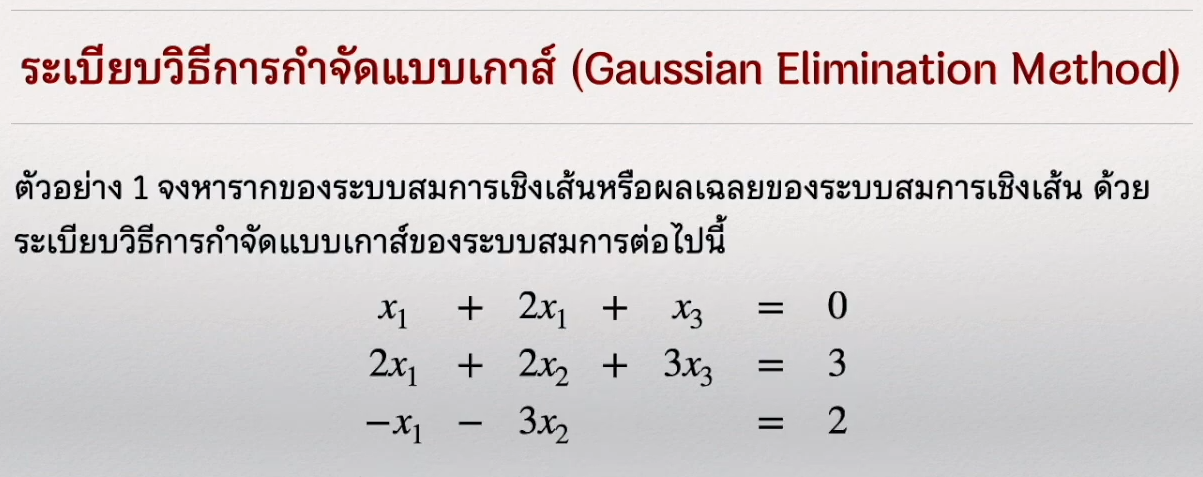 ระเบียบวิธีการกำจัดแบบเกาส์ (Gaussian Elimination Method)
ตัวอย่าง 1 จงหารากของระบบสมการเชิงเส้นหรือผลเฉลยของระบบสมการเชิงเส้น ด้วย
ระเบียบวิธีการกำจัดแบบเกาส์ของระบบสมการต่อไปนี้
x₁ + 2x₁ + x₃ = 0
2x₁ + 2x₂ + 3x₃ = 3
−x₁ − 3x₂ = 2